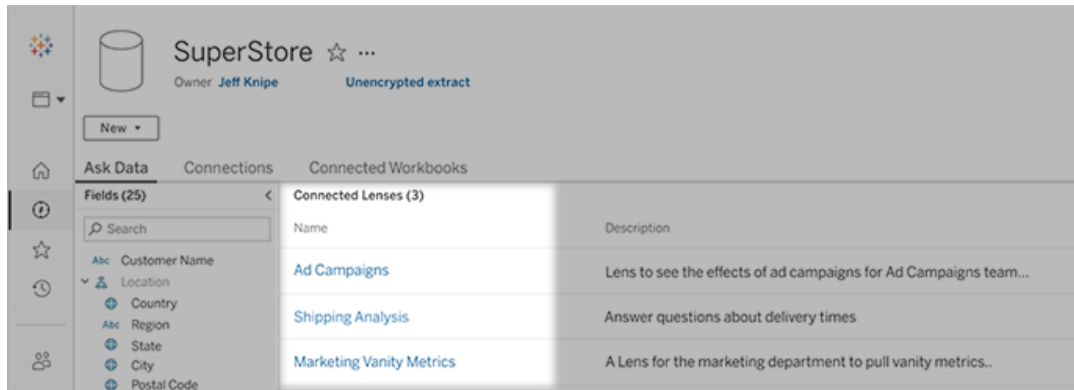 SuperStore ☆ ...
Owner Jeff Knipe Unencrypted extract
New
Ask Data Connections Connected Workbooks
Fields (25)
Search
Abc Customer Name
Location
Country
Abc Region
State
City
Postal Code
Connected Lenses (3)
Name Description
Ad Campaigns Lens to see the effects of ad campaigns for Ad Campaigns team...
Shipping Analysis Answer questions about delivery times
Marketing Vanity Metrics A Lens for the marketing department to pull vanity metrics..